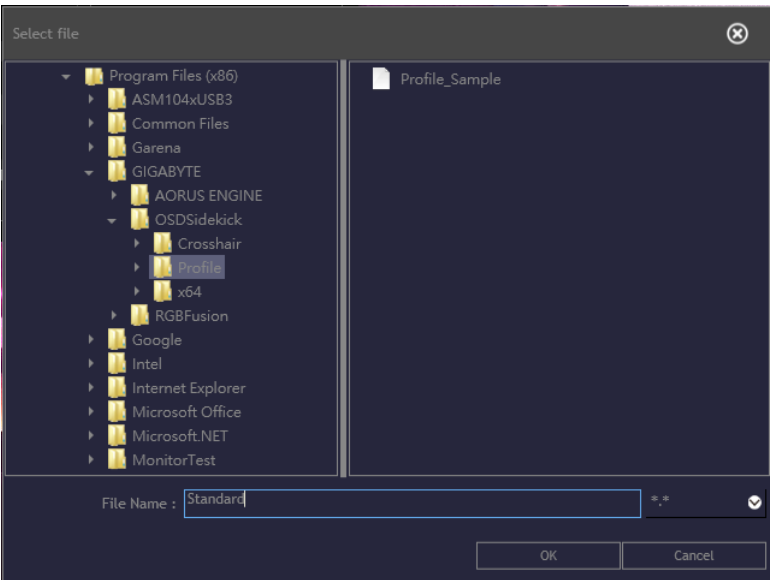 Select file
Program Files (x86)
ASM104xUSB3
Common Files
Garena
GIGABYTE
AORUS ENGINE
OSDSidekick
Crosshair
Profile
x64
RGBFusion
Google
Intel
Internet Explorer
Microsoft Office
Microsoft.NET
MonitorTest
Profile_Sample
File Name : Standard *.*
OK Cancel